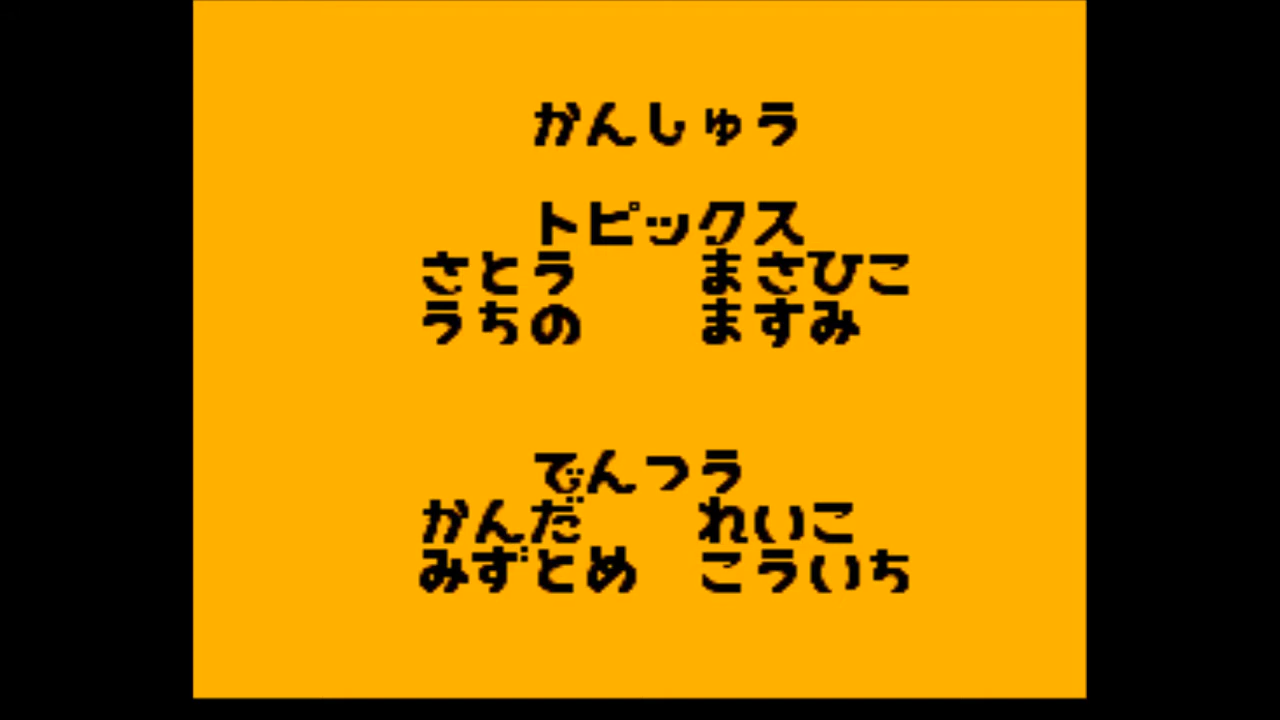 かんしゅう
トピックス
さとう　まさひこ
うちの　ますみ
でんつう
かんだ　れいこ
みずとめ　こういち